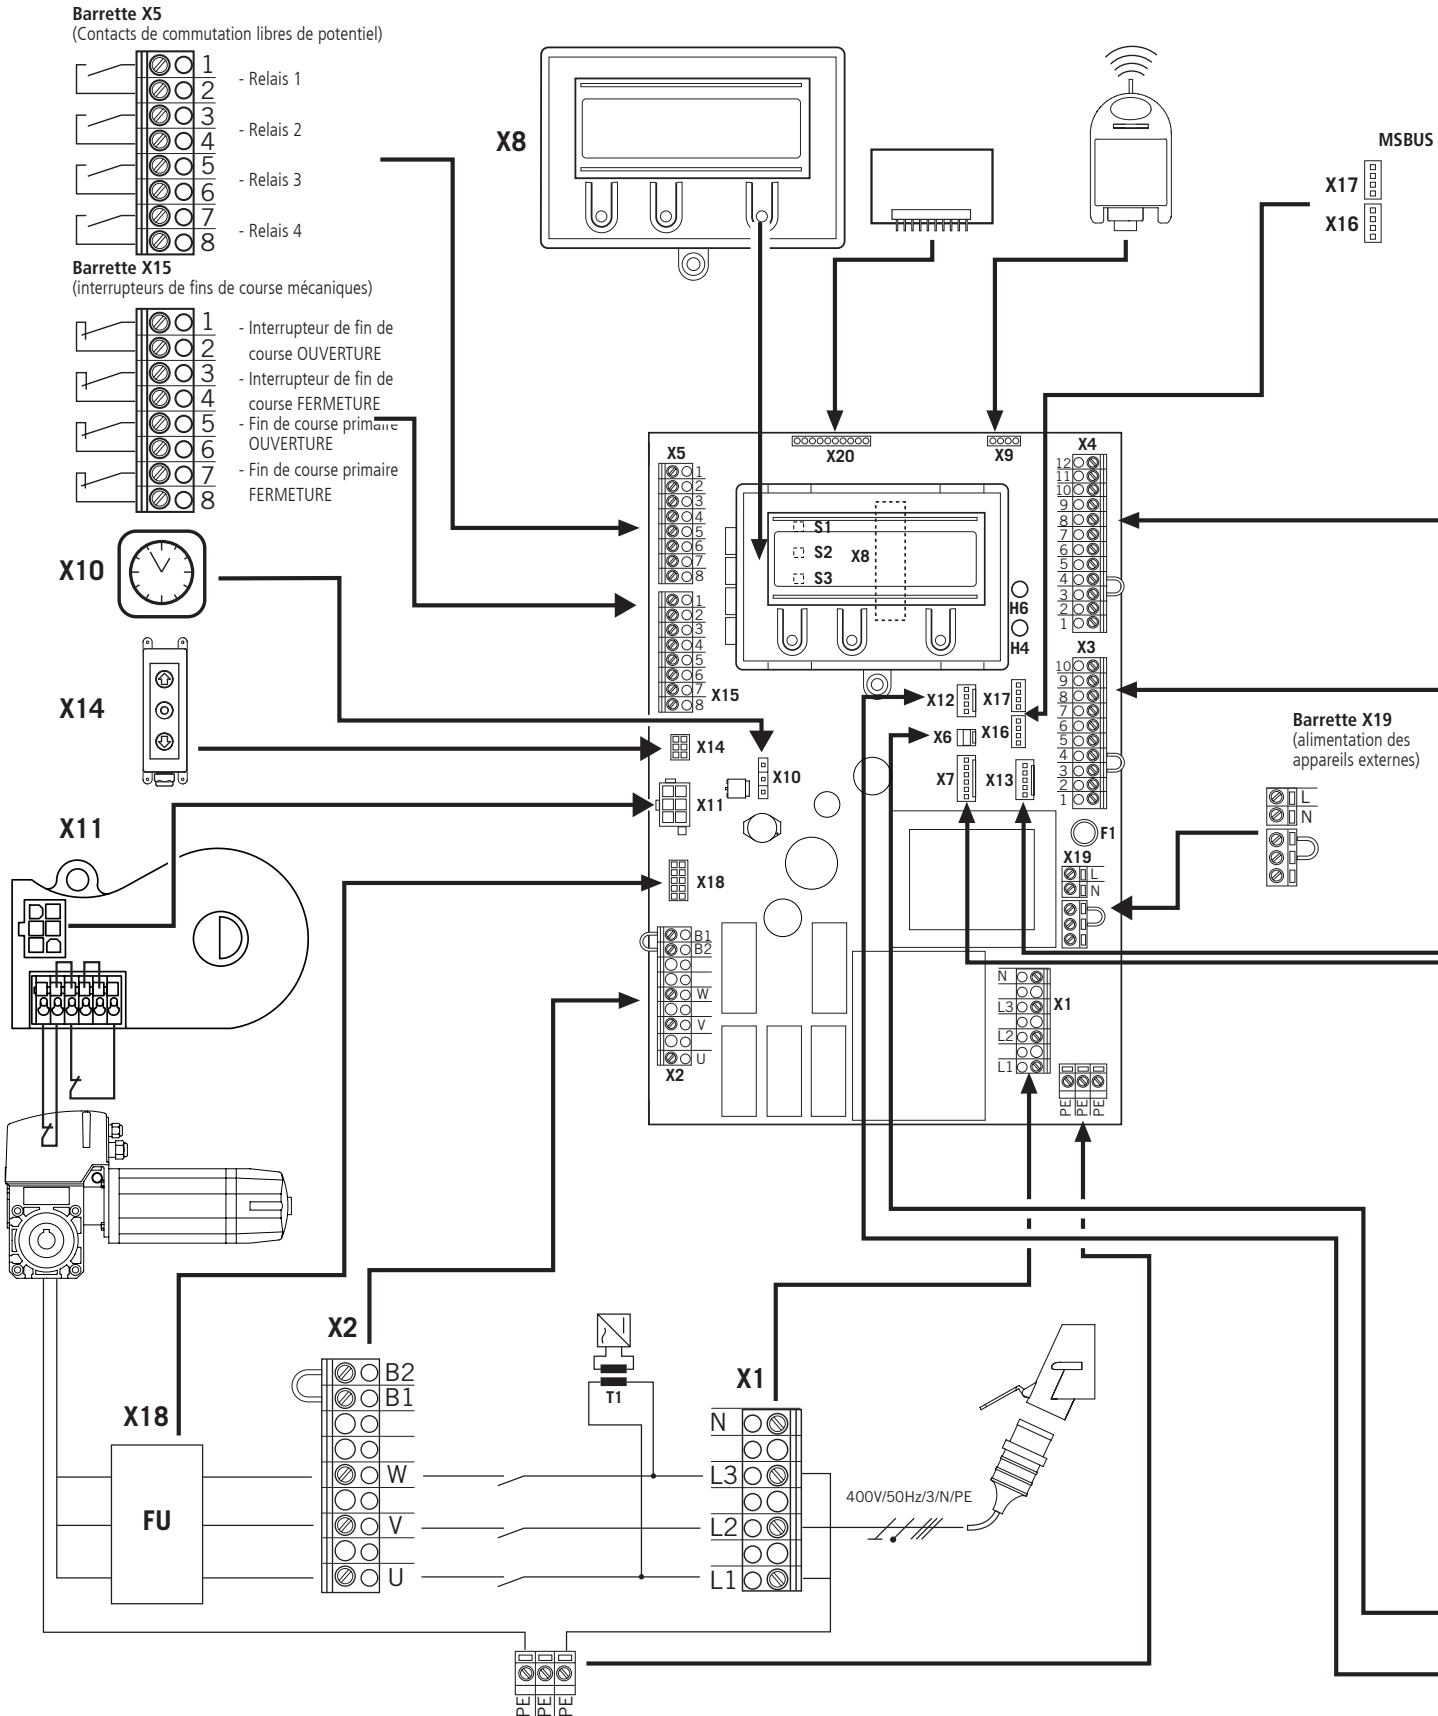 Barrette X5
(Contacts de commutation libres de potentiel)
1
2
3
4
5
6
7
8
- Relais 1
- Relais 2
- Relais 3
- Relais 4
Barrette X15
(interrupteurs de fins de course mécaniques)
1
2
3
4
5
6
7
8
- Interrupteur de fin de
course OUVERTURE
- Interrupteur de fin de
course FERMETURE
- Fin de course primaire
OUVERTURE
- Fin de course primaire
FERMETURE
X8
MSBUS
X17
X16
X10
X14
X11
X20
X9
X5
1
2
3
4
5
6
7
8
1
2
3
4
5
6
7
8
X15
S1
S2
S3
X8
H6
H4
X4
12
11
10
9
8
7
6
5
4
3
2
1
X3
10
9
8
7
6
5
4
3
2
1
X12
X17
X6
X16
X7
X13
X14
X10
X11
X18
F1
X19
L
N
Barrette X19
(alimentation des
appareils externes)
L
N
B1
B2
W
V
U
X2
N
L3
L2
L1
X1
PE
PE
PE
X2
B2
B1
W
V
U
X18
FU
T1
X1
N
L3
L2
L1
400V/50Hz/3/N/PE
PE
PE
PE